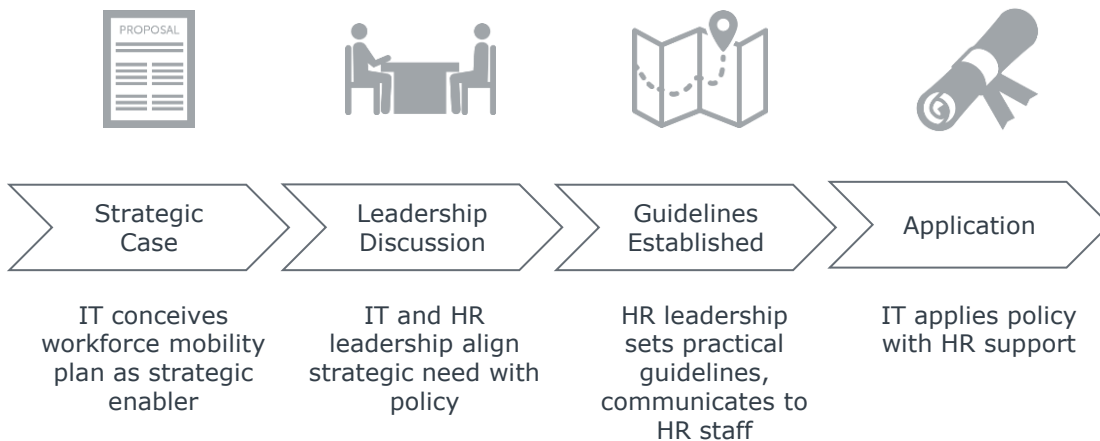 PROPOSAL
Strategic
Case
Leadership
Discussion
Guidelines
Established
Application
IT conceives
workforce mobility
plan as strategic
enabler
IT and HR
leadership align
strategic need with
policy
HR leadership
sets practical
guidelines,
communicates to
HR staff
IT applies policy
with HR support